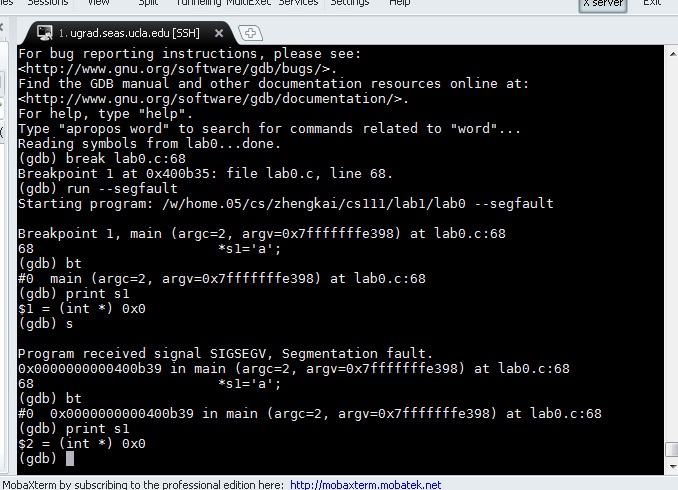 Sessions View Split Tunneling MultiExec Services Settings Help
X server Exit
1. ugrad.seas.ucla.edu [SSH]
For bug reporting instructions, please see:
<http://www.gnu.org/software/gdb/bugs/>.
Find the GDB manual and other documentation resources online at:
<http://www.gnu.org/software/gdb/documentation/>.
For help, type "help".
Type "apropos word" to search for commands related to "word"...
Reading symbols from lab0...done.
(gdb) break lab0.c:68
Breakpoint 1 at 0x400b35: file lab0.c, line 68.
(gdb) run --segfault
Starting program: /w/home.05/cs/zhengkai/cs111/lab1/lab0 --segfault
Breakpoint 1, main (argc=2, argv=0x7fffffffe398) at lab0.c:68
68 *s1='a';
(gdb) bt
#0 main (argc=2, argv=0x7fffffffe398) at lab0.c:68
(gdb) print s1
$1 = (int *) 0x0
(gdb) s
Program received signal SIGSEGV, Segmentation fault.
0x0000000000400b39 in main (argc=2, argv=0x7fffffffe398) at lab0.c:68
68 *s1='a';
(gdb) bt
#0 0x0000000000400b39 in main (argc=2, argv=0x7fffffffe398) at lab0.c:68
(gdb) print s1
$2 = (int *) 0x0
(gdb)
MobaXterm by subscribing to the professional edition here: http://mobaxterm.mobatek.net